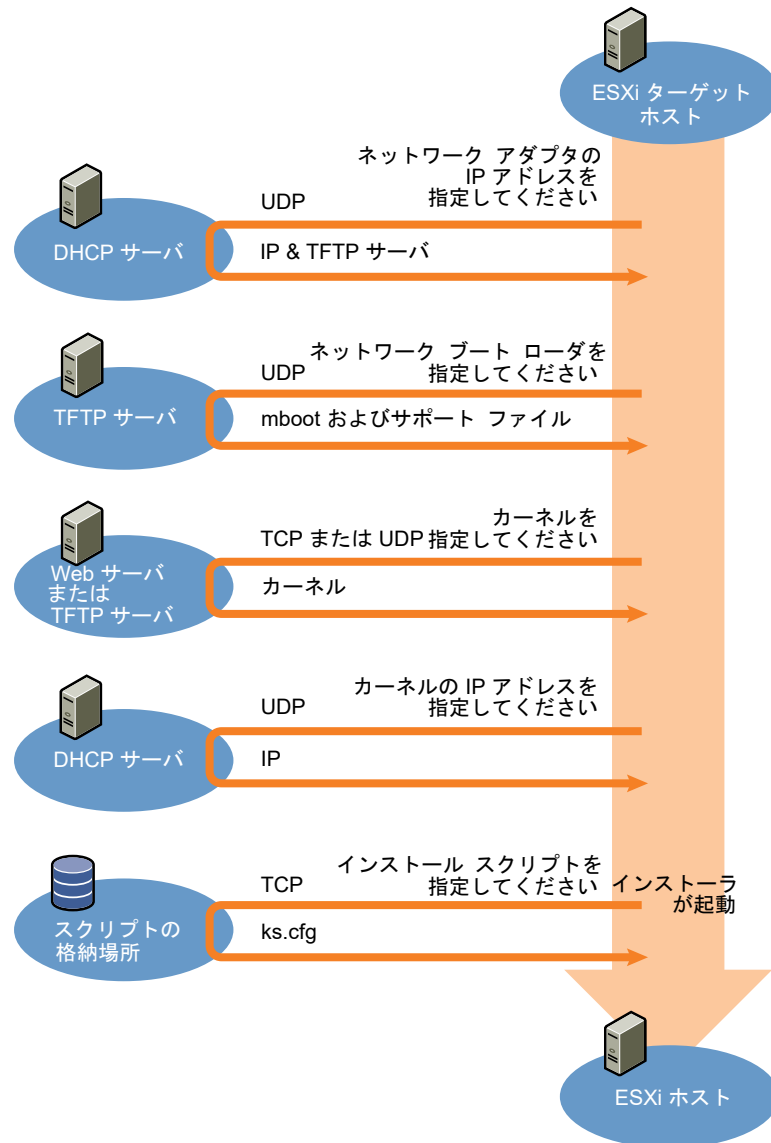 ESXi ターゲット
ホスト
ネットワーク アダプタの
IP アドレスを
指定してください
UDP
DHCP サーバ
IP & TFTP サーバ
ネットワーク ブート ローダを
指定してください
UDP
TFTP サーバ
mboot およびサポート ファイル
カーネルを
指定してください
TCP または UDP
Web サーバ
または
TFTP サーバ
カーネル
カーネルの IP アドレスを
指定してください
UDP
DHCP サーバ
IP
インストール スクリプトを
指定してください
TCP
インストーラ
が起動
スクリプトの
格納場所
ks.cfg
ESXi ホスト